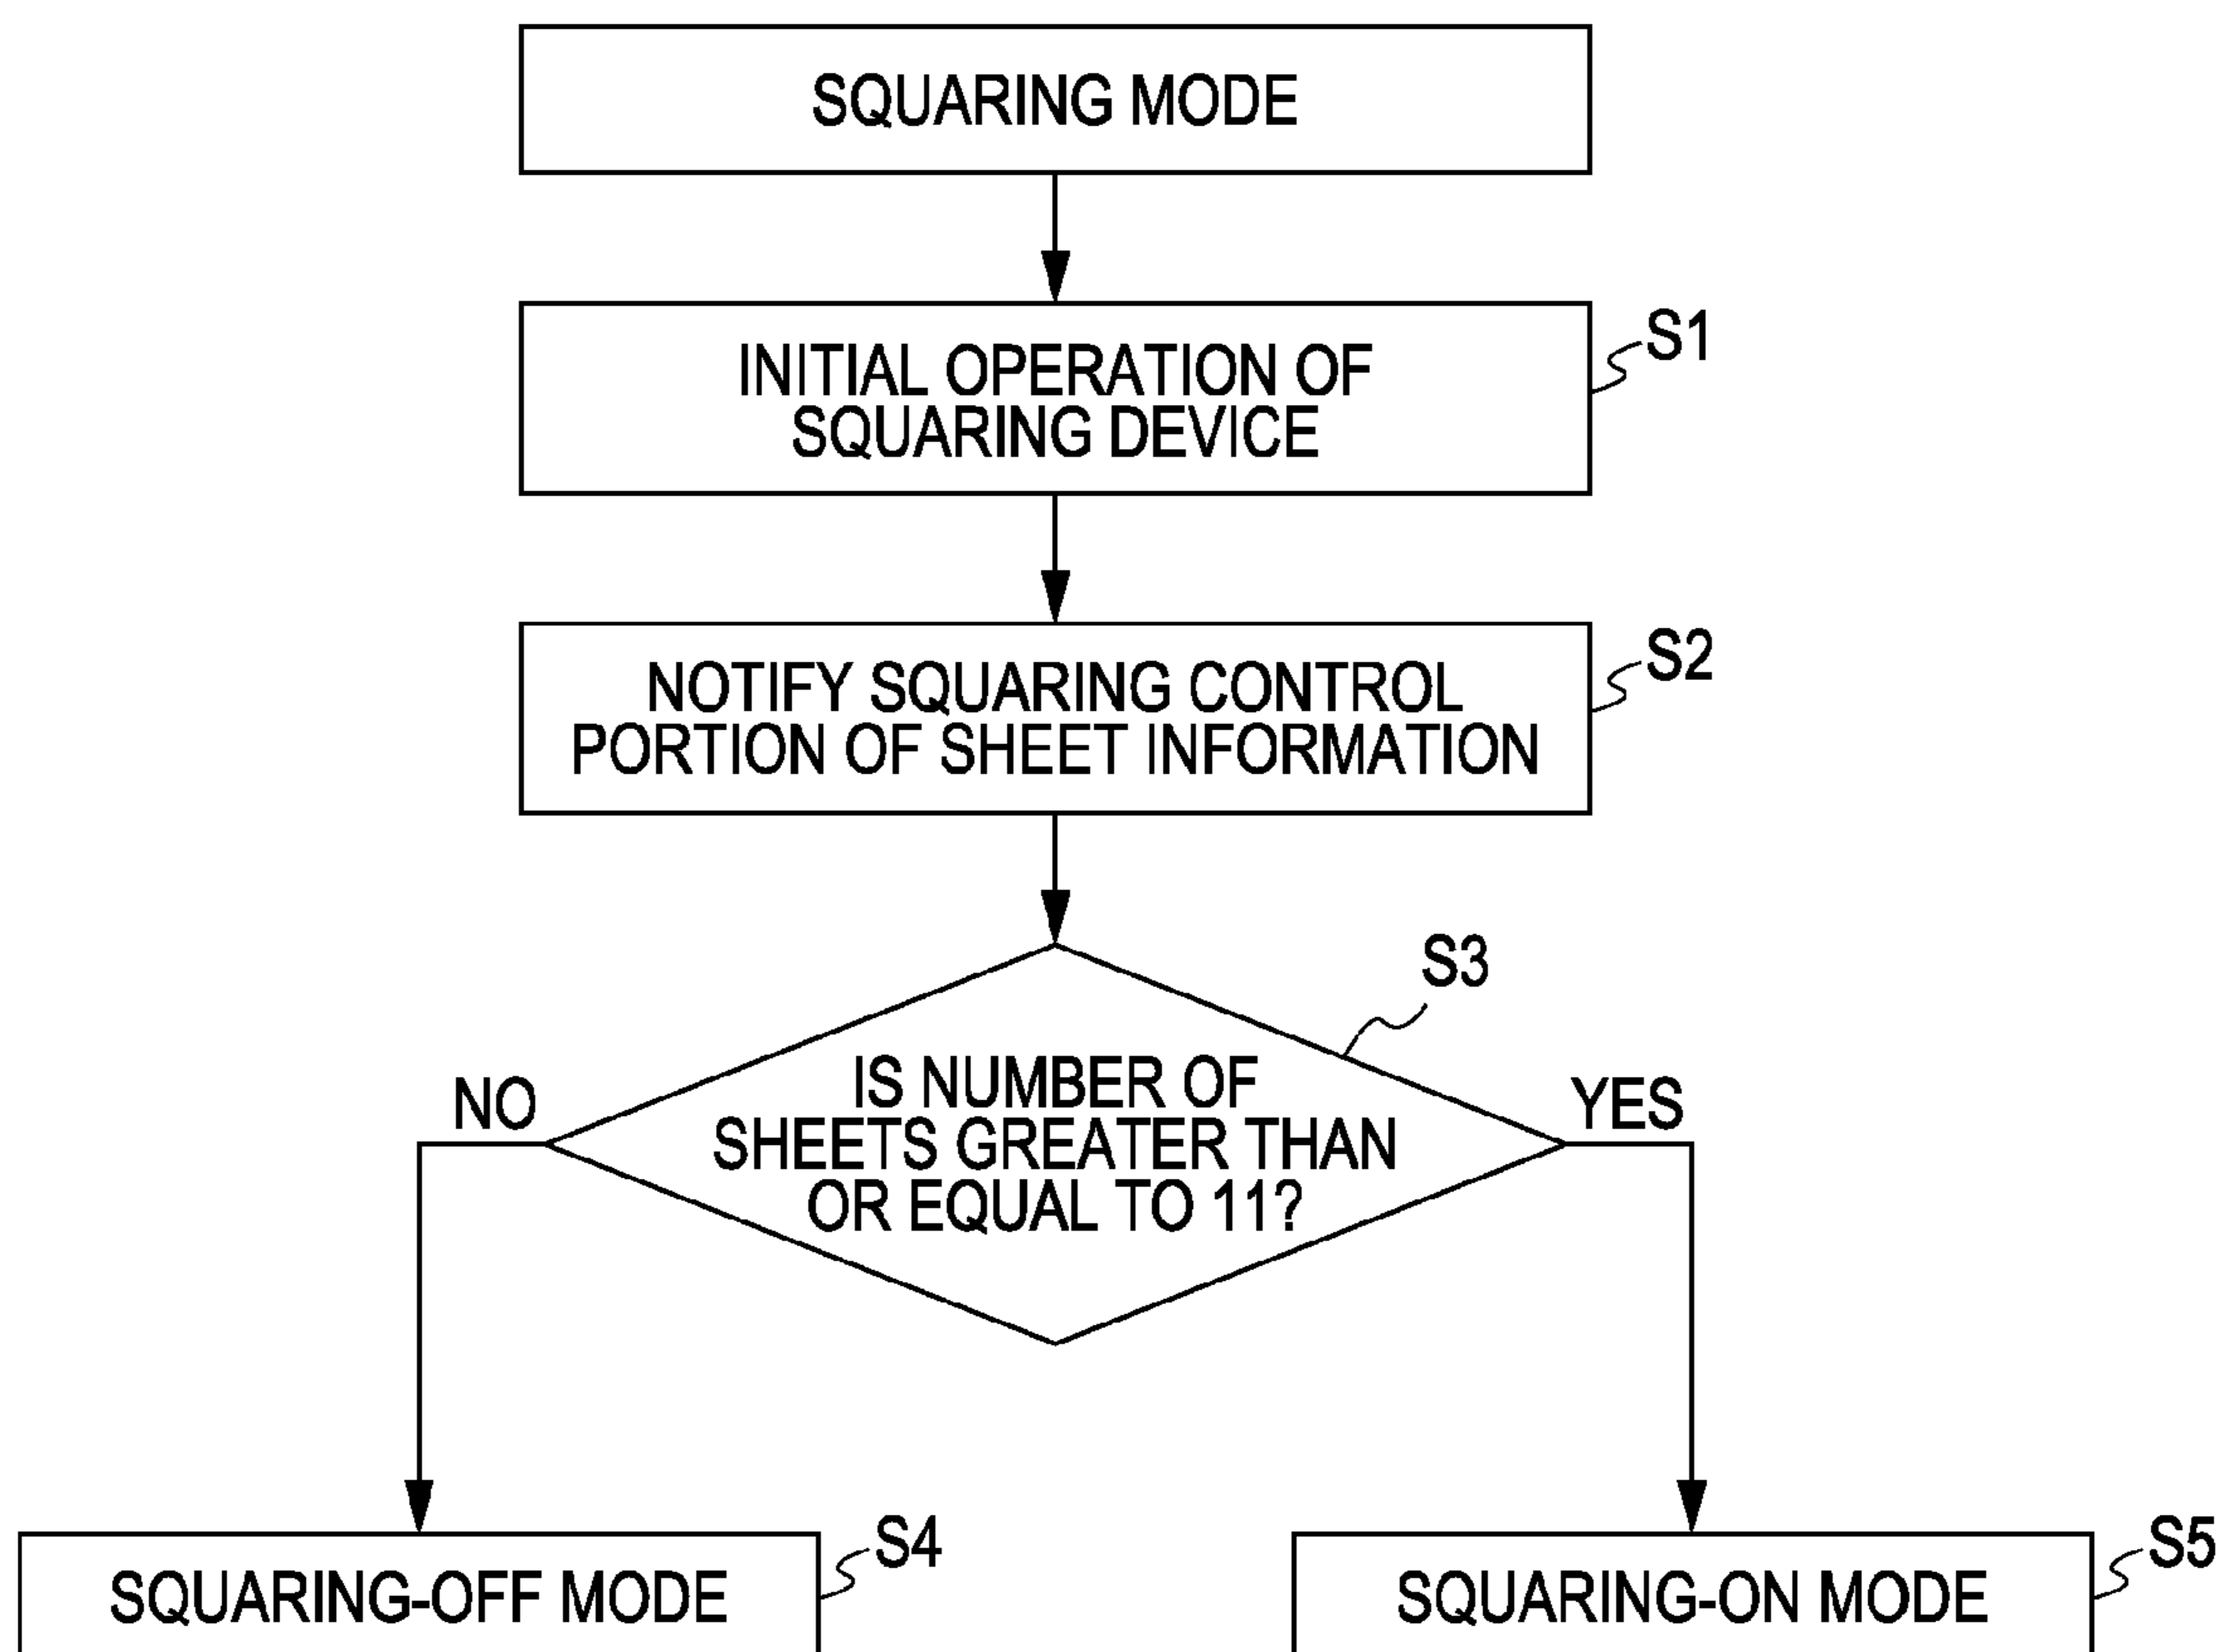 SQUARING MODE
INITIAL OPERATION OF
SQUARING DEVICE
S1
NOTIFY SQUARING CONTROL
PORTION OF SHEET INFORMATION
S2
S3
IS NUMBER OF
SHEETS GREATER THAN
OR EQUAL TO 11?
NO
YES
SQUARING-OFF MODE
S4
SQUARING-ON MODE
S5